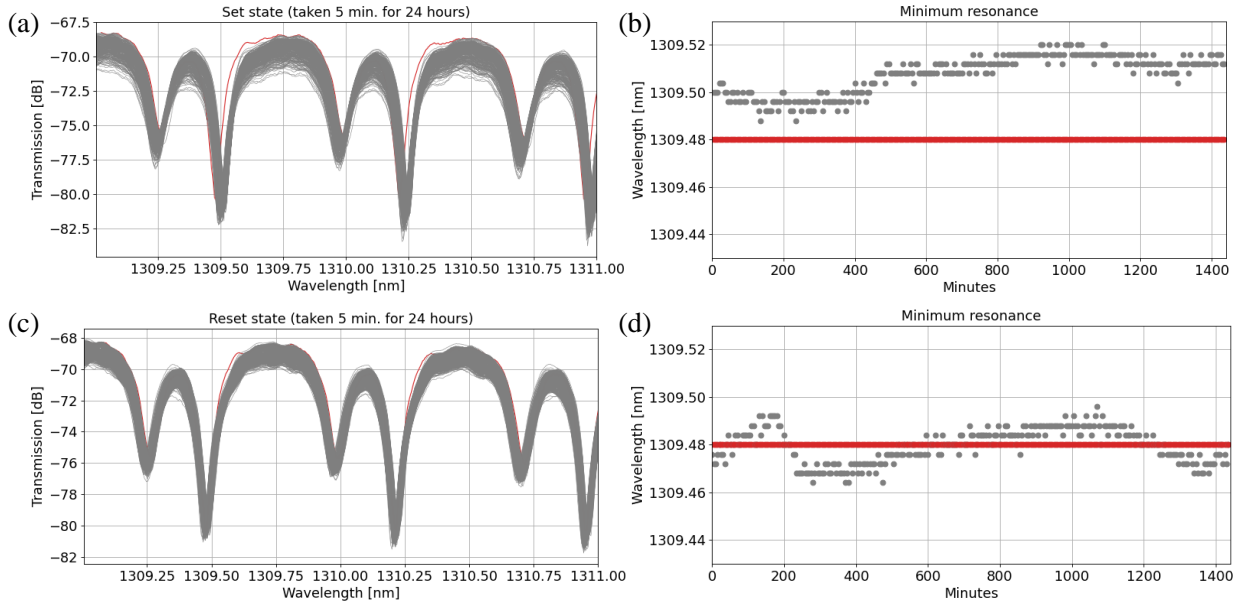 (a)
Set state (taken 5 min. for 24 hours)
Transmission [dB]
−67.5
−70.0
−72.5
−75.0
−77.5
−80.0
−82.5
1309.25 1309.50 1309.75 1310.00 1310.25 1310.50 1310.75 1311.00
Wavelength [nm]
(b)
Minimum resonance
Wavelength [nm]
1309.52
1309.50
1309.48
1309.46
1309.44
0 200 400 600 800 1000 1200 1400
Minutes
(c)
Reset state (taken 5 min. for 24 hours)
Transmission [dB]
−68
−70
−72
−74
−76
−78
−80
−82
1309.25 1309.50 1309.75 1310.00 1310.25 1310.50 1310.75 1311.00
Wavelength [nm]
(d)
Minimum resonance
Wavelength [nm]
1309.52
1309.50
1309.48
1309.46
1309.44
0 200 400 600 800 1000 1200 1400
Minutes